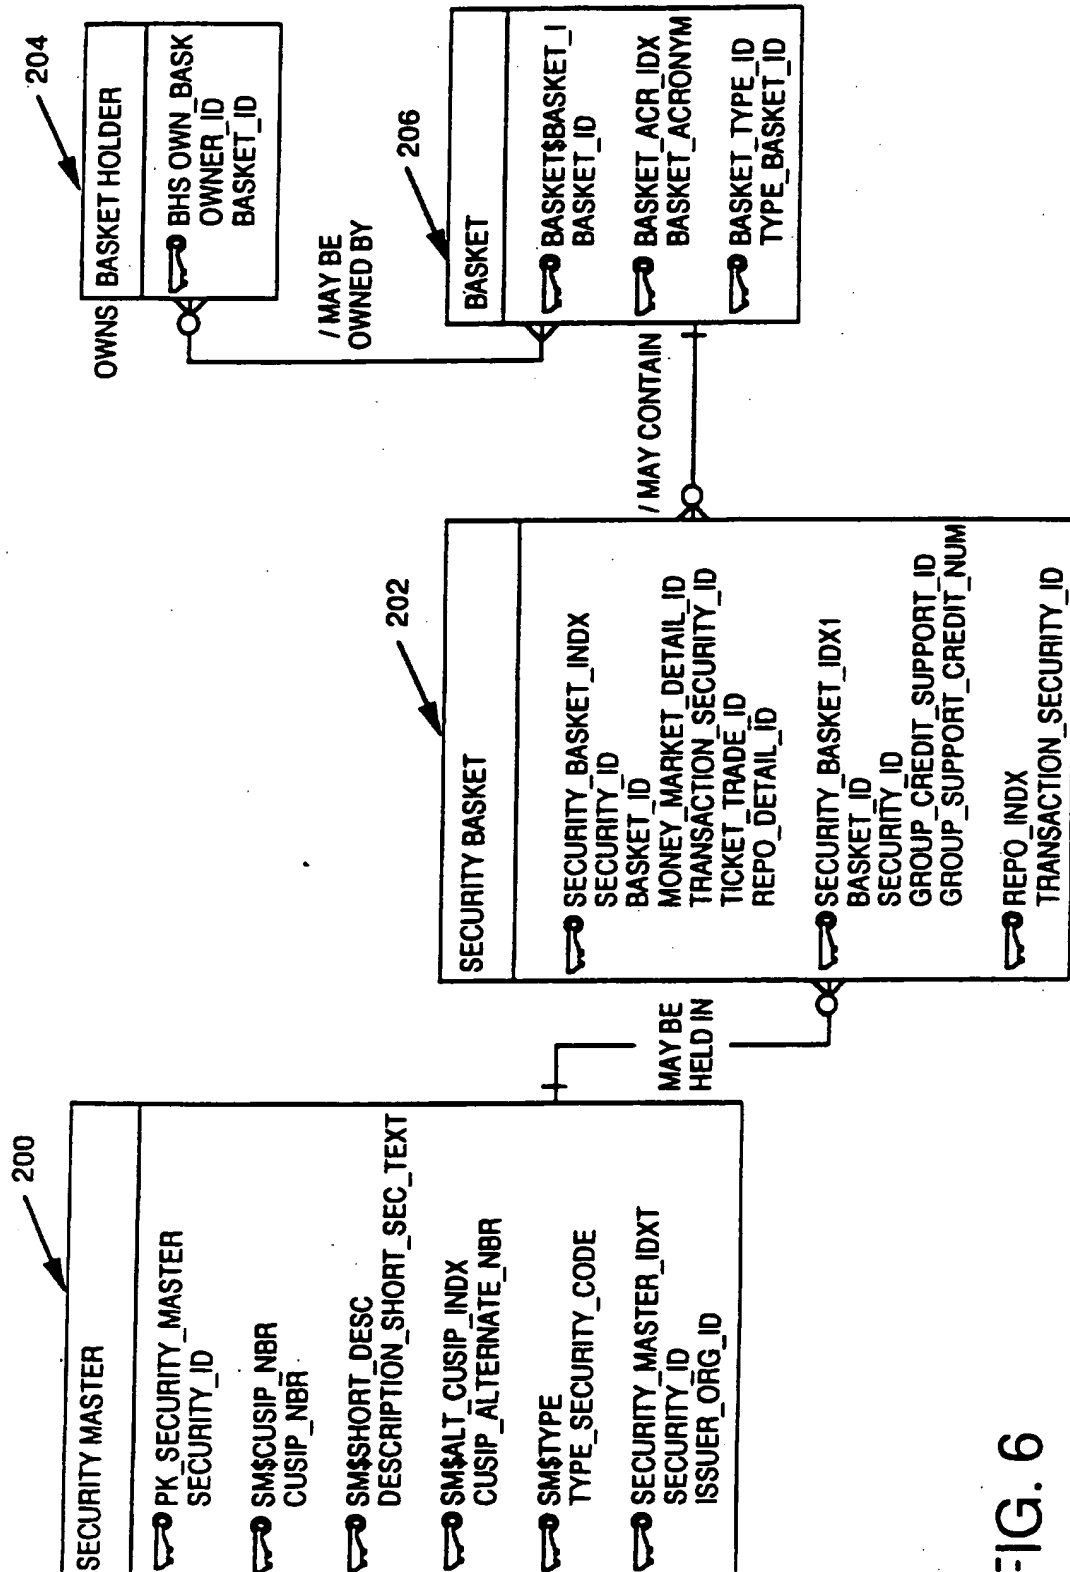 200
SECURITY MASTER
PK_SECURITY_MASTER
SECURITY_ID
SM$CUSIP_NBR
CUSIP_NBR
SM$SHORT_DESC
DESCRIPTION_SHORT_SEC_TEXT
SM$ALT_CUSIP_INDX
CUSIP_ALTERNATE_NBR
SM$TYPE
TYPE_SECURITY_CODE
SECURITY_MASTER_IDXT
SECURITY_ID
ISSUER_ORG_ID
MAY BE
HELD IN
202
SECURITY BASKET
SECURITY_BASKET_INDX
SECURITY_ID
BASKET_ID
MONEY_MARKET_DETAIL_ID
TRANSACTION_SECURITY_ID
TICKET_TRADE_ID
REPO_DETAIL_ID
SECURITY_BASKET_IDX1
BASKET_ID
SECURITY_ID
GROUP_CREDIT_SUPPORT_ID
GROUP_SUPPORT_CREDIT_NUM
REPO_INDX
TRANSACTION_SECURITY_ID
/ MAY CONTAIN
204
OWNS
BASKET HOLDER
BHS OWN_BASK
OWNER_ID
BASKET_ID
/ MAY BE
OWNED BY
206
BASKET
BASKET$BASKET_I
BASKET_ID
BASKET_ACR_IDX
BASKET_ACRONYM
BASKET_TYPE_ID
TYPE_BASKET_ID
FIG. 6